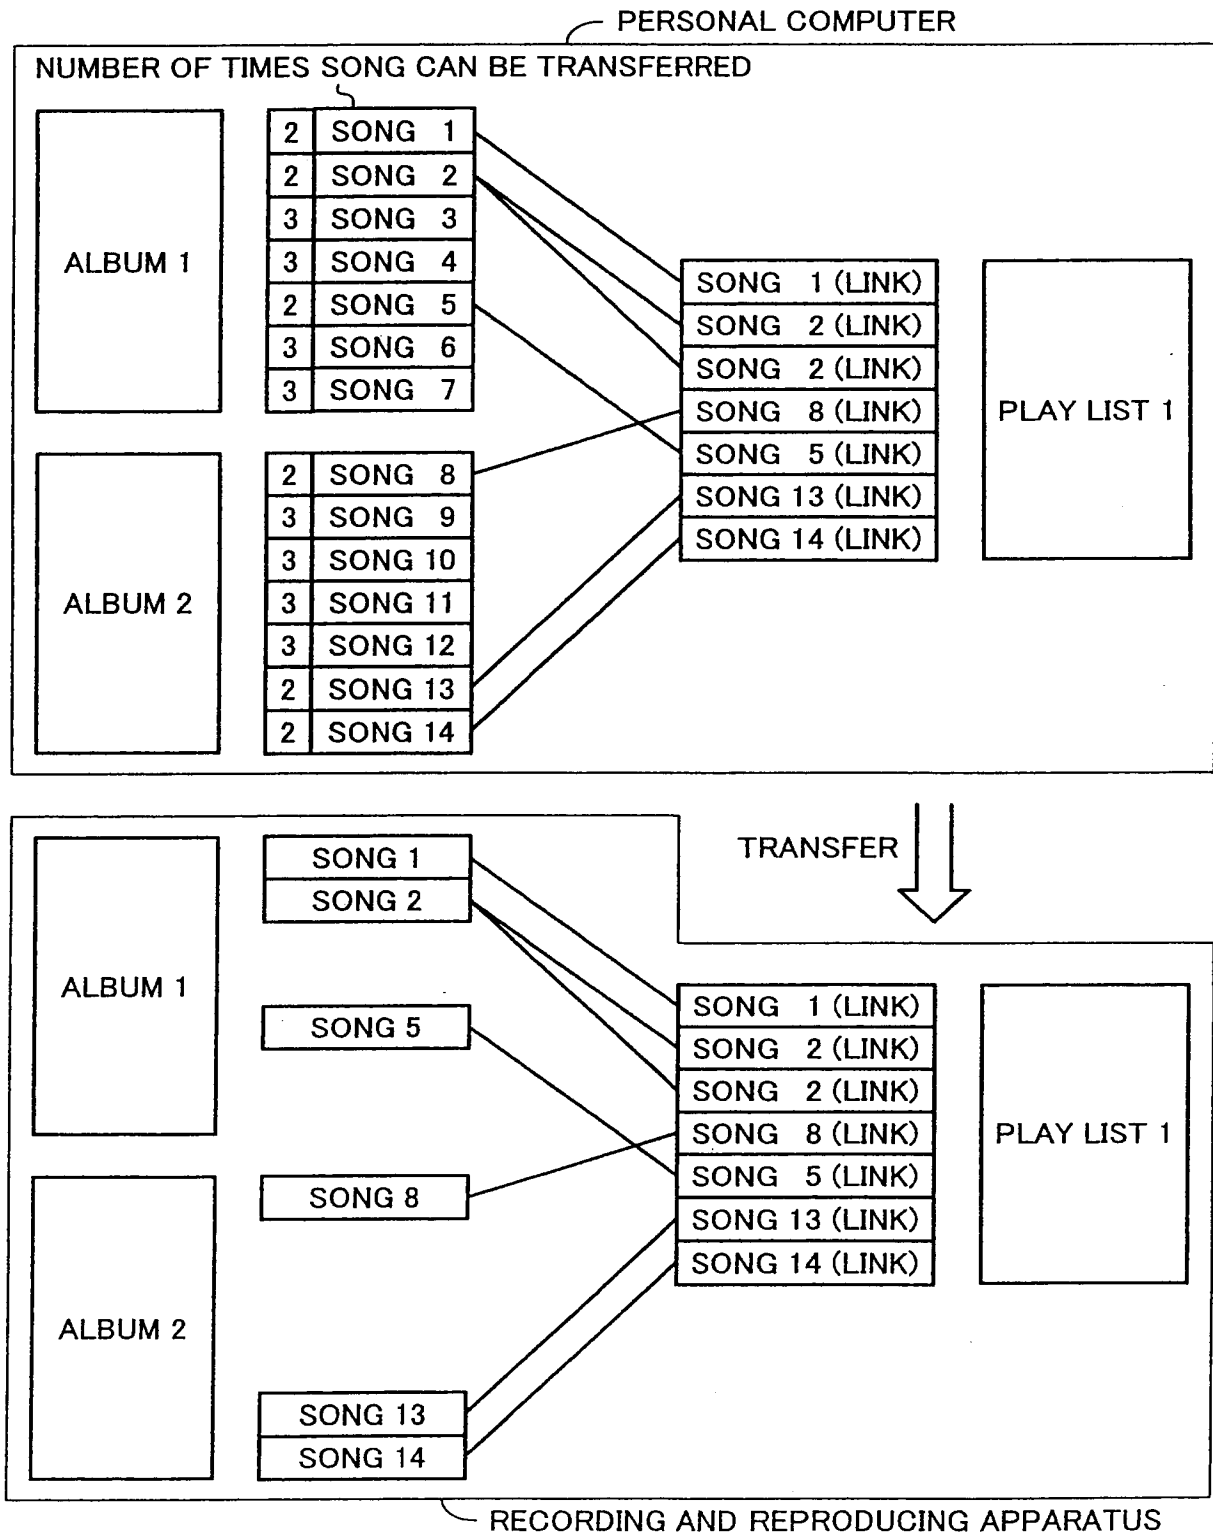 PERSONAL COMPUTER
NUMBER OF TIMES SONG CAN BE TRANSFERRED
ALBUM 1
2 SONG 1
2 SONG 2
3 SONG 3
3 SONG 4
2 SONG 5
3 SONG 6
3 SONG 7
ALBUM 2
2 SONG 8
3 SONG 9
3 SONG 10
3 SONG 11
3 SONG 12
2 SONG 13
2 SONG 14
SONG 1 (LINK)
SONG 2 (LINK)
SONG 2 (LINK)
SONG 8 (LINK)
SONG 5 (LINK)
SONG 13 (LINK)
SONG 14 (LINK)
PLAY LIST 1
TRANSFER
ALBUM 1
SONG 1
SONG 2
SONG 5
ALBUM 2
SONG 8
SONG 13
SONG 14
SONG 1 (LINK)
SONG 2 (LINK)
SONG 2 (LINK)
SONG 8 (LINK)
SONG 5 (LINK)
SONG 13 (LINK)
SONG 14 (LINK)
PLAY LIST 1
RECORDING AND REPRODUCING APPARATUS